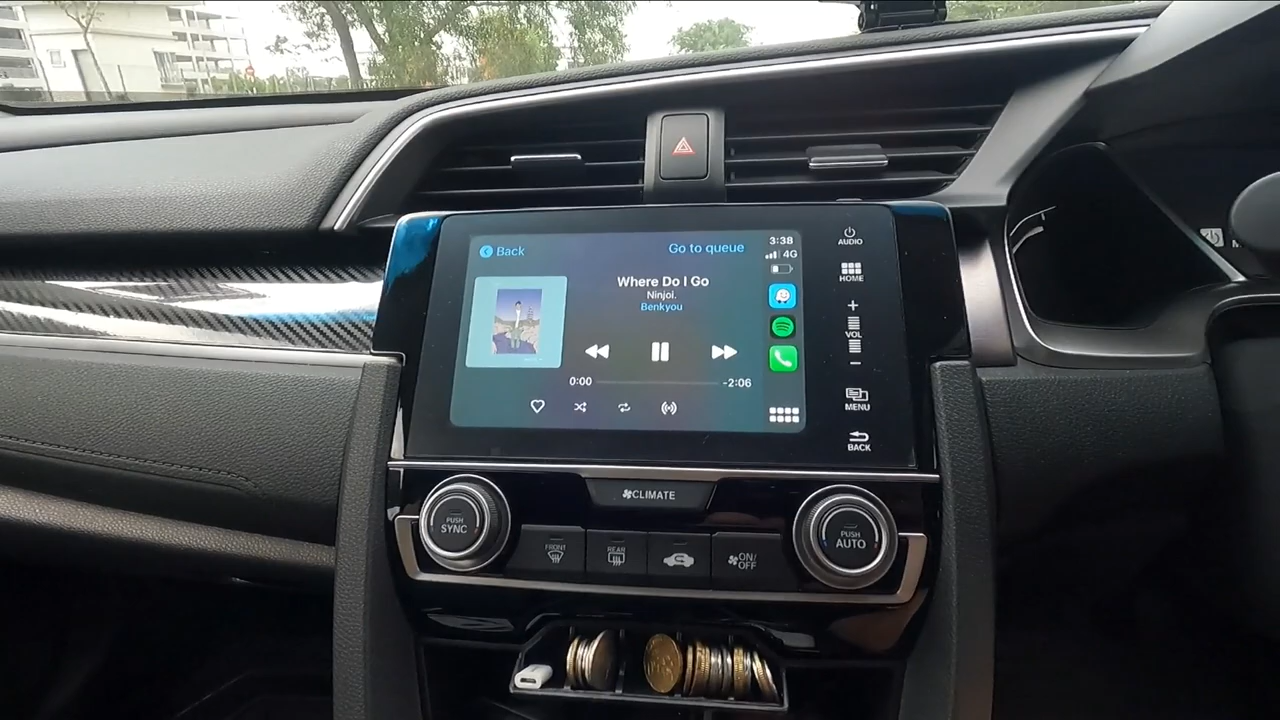 Back
Go to queue
3:38
4G
Where Do I Go
Ninjoi.
Benkyou
0:00
-2:06
AUDIO
HOME
+
VOL
−
MENU
BACK
CLIMATE
PUSH
SYNC
FRONT
REAR
ON/
OFF
PUSH
AUTO